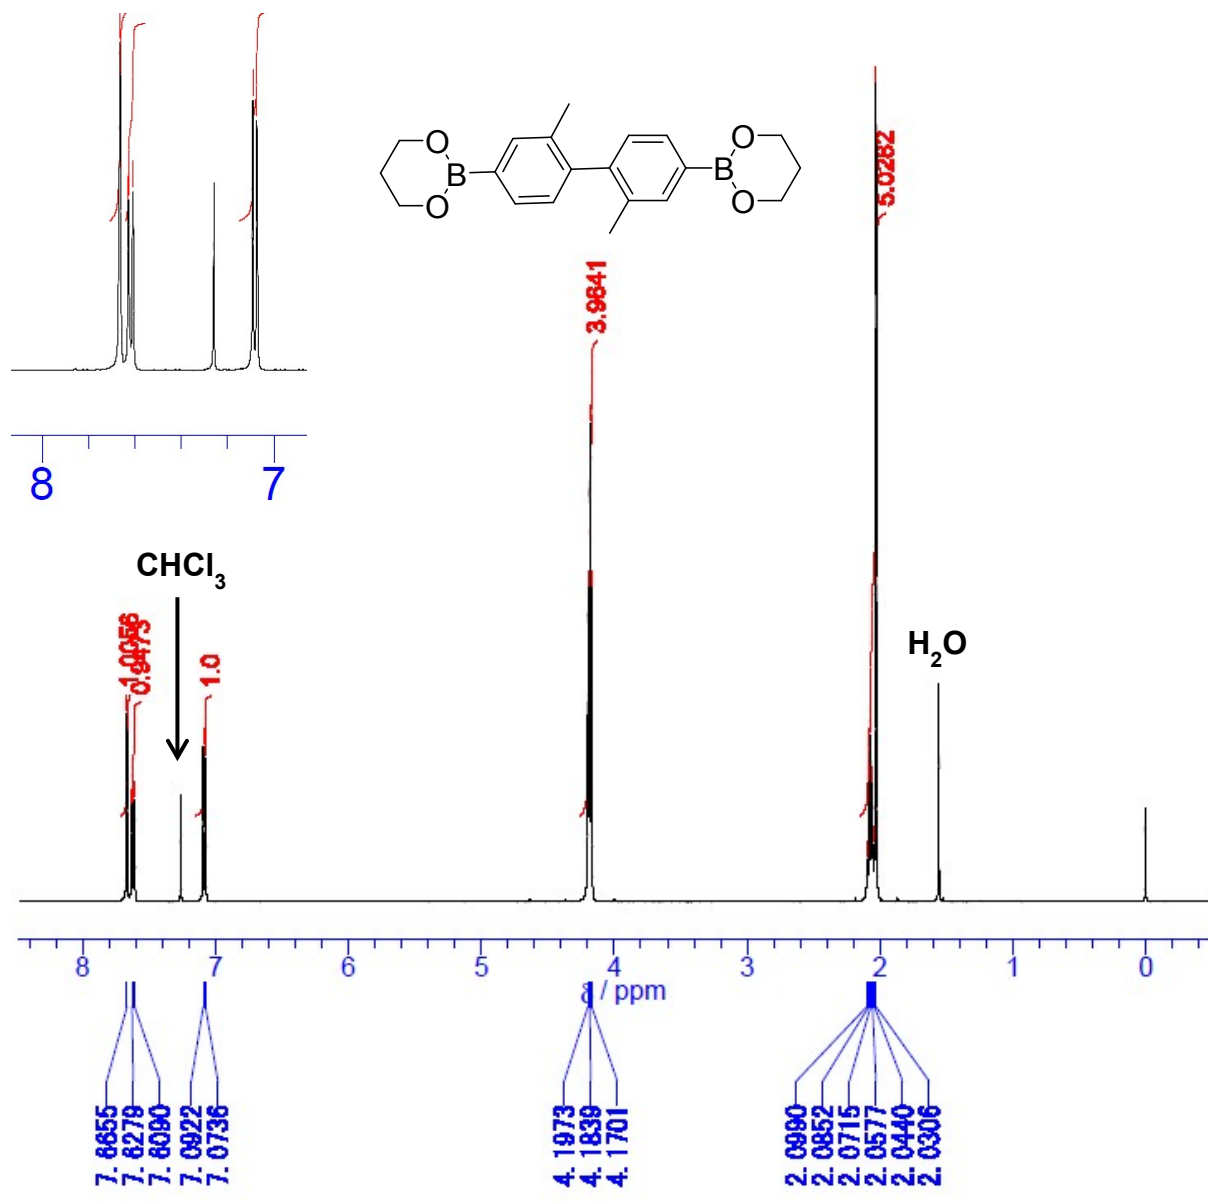 O
O
B
B
O
O
5.0282
3.9841
8 7
CHCl₃
1.0056
0.9473
1.0
H₂O
8 7 6 5 4 3 2 1 0
δ / ppm
7.6655
7.6279
7.6090
7.0922
7.0736
4.1973
4.1839
4.1701
2.0990
2.0852
2.0715
2.0577
2.0440
2.0306